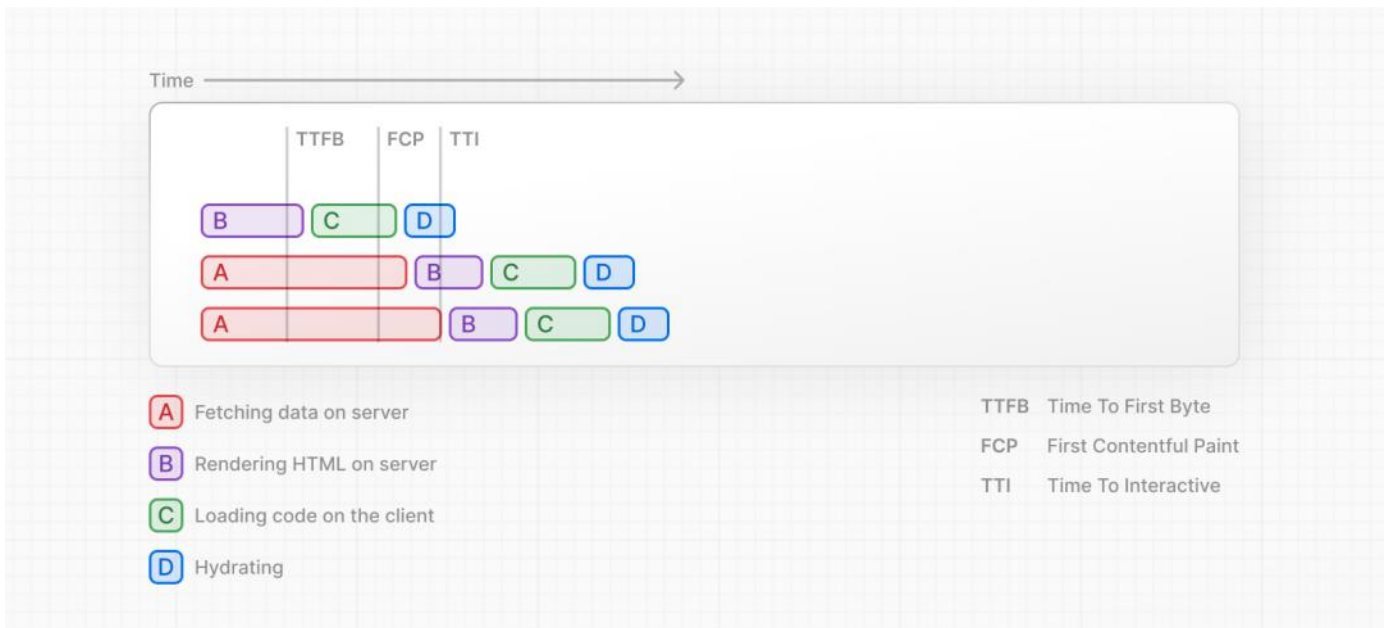 Time
TTFB FCP TTI
B C D
A B C D
A B C D
A Fetching data on server
B Rendering HTML on server
C Loading code on the client
D Hydrating
TTFB Time To First Byte
FCP First Contentful Paint
TTI Time To Interactive